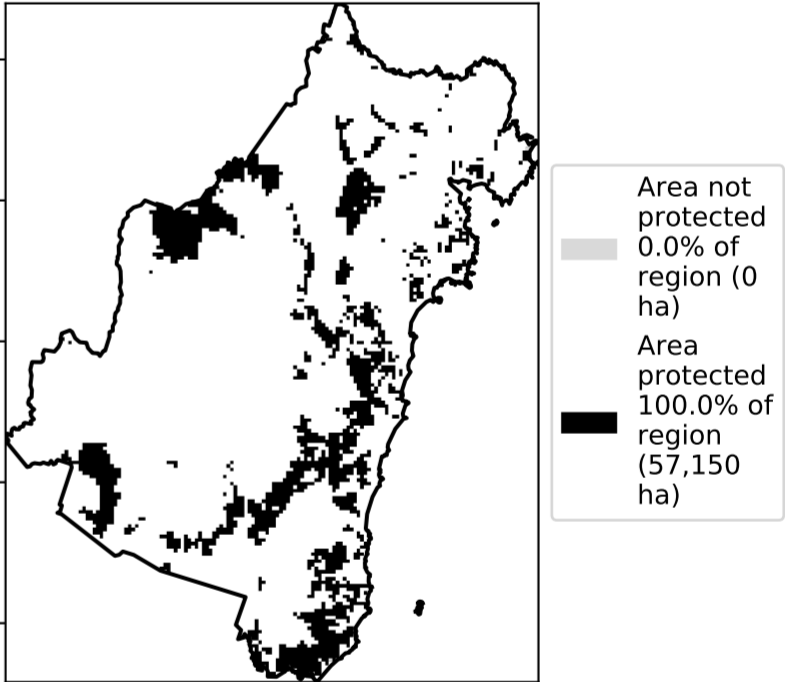 Area not
protected
0.0% of
region (0
ha)
Area
protected
100.0% of
region
(57,150
ha)